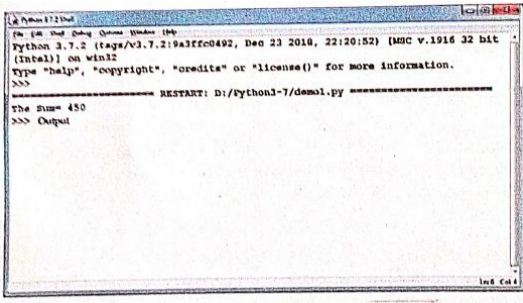 Python 3.7.2 Shell
File Edit Shell Debug Options Window Help
Python 3.7.2 (tags/v3.7.2:9a3ffc0492, Dec 23 2018, 22:20:52) [MSC v.1916 32 bit
(Intel)] on win32
Type "help", "copyright", "credits" or "license()" for more information.
>>>
=================== RESTART: D:/Python3-7/demo1.py ===================
The Sum= 450
>>> Output
Ln:6 Col:4